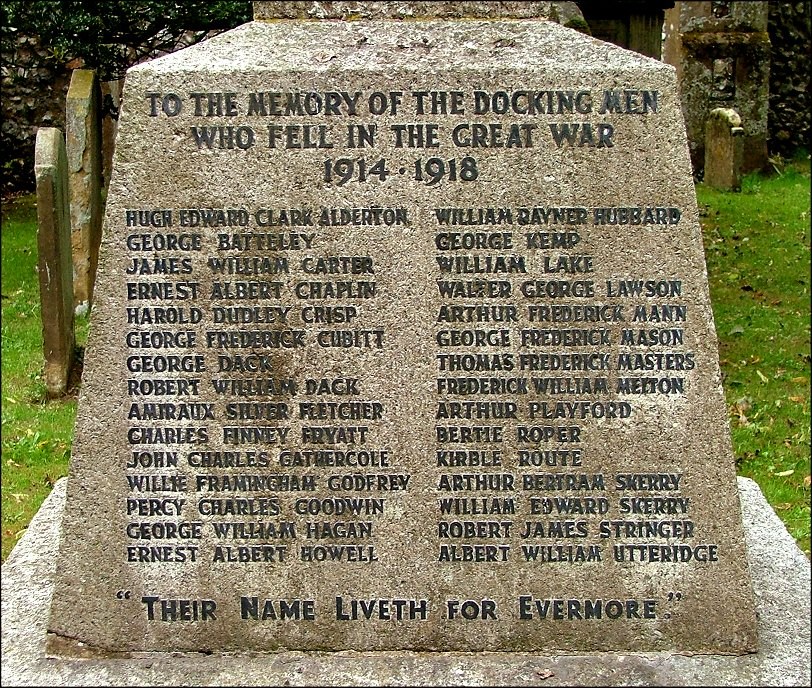 TO THE MEMORY OF THE DOCKING MEN
WHO FELL IN THE GREAT WAR
1914 · 1918
HUGH EDWARD CLARK ALDERTON
GEORGE BATTELEY
JAMES WILLIAM CARTER
ERNEST ALBERT CHAPLIN
HAROLD DUDLEY CRISP
GEORGE FREDERICK CUBITT
GEORGE DACK
ROBERT WILLIAM DACK
AMIRAUX SILVER FLETCHER
CHARLES FINNEY FRYATT
JOHN CHARLES GATHERCOLE
WILLIE FRAMINGHAM GODFREY
PERCY CHARLES GOODWIN
GEORGE WILLIAM HAGAN
ERNEST ALBERT HOWELL
WILLIAM RAYNER HUBBARD
GEORGE KEMP
WILLIAM LAKE
WALTER GEORGE LAWSON
ARTHUR FREDERICK MANN
GEORGE FREDERICK MASON
THOMAS FREDERICK MASTERS
FREDERICK WILLIAM MELTON
ARTHUR PLAYFORD
BERTIE ROPER
KIRBLE ROUTE
ARTHUR BERTRAM SKERRY
WILLIAM EDWARD SKERRY
ROBERT JAMES STRINGER
ALBERT WILLIAM UTTERIDGE
"THEIR NAME LIVETH FOR EVERMORE."